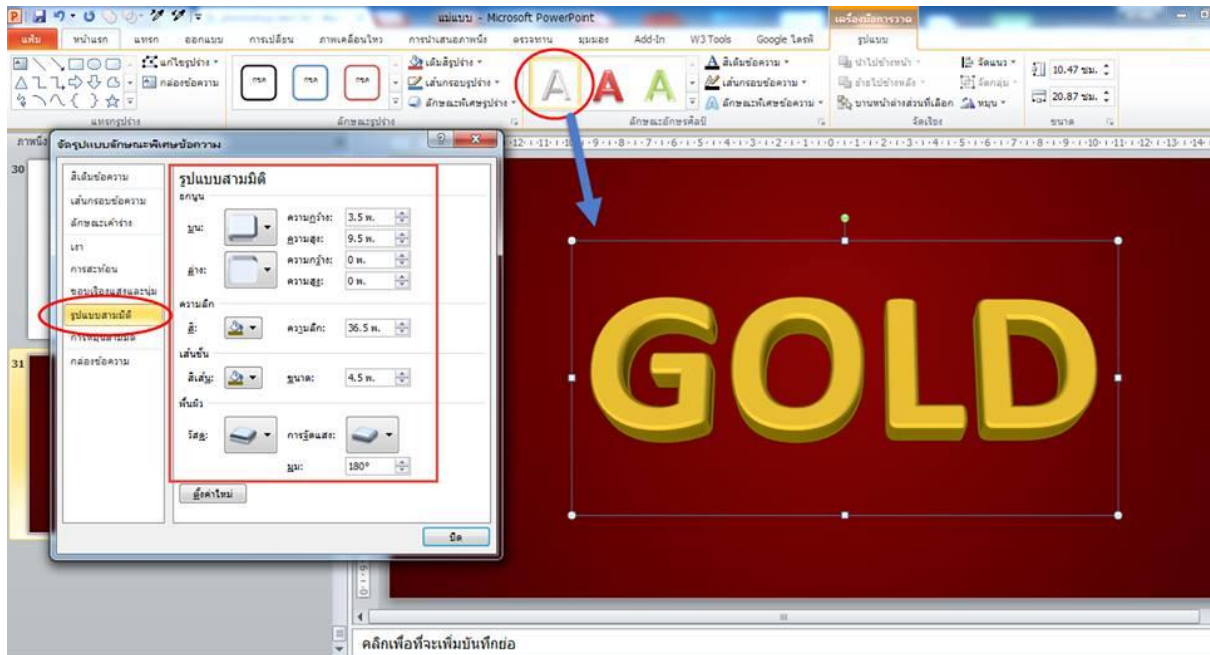 แม่แบบ - Microsoft PowerPoint
เครื่องมือการวาด
แฟ้ม หน้าแรก แทรก ออกแบบ การเปลี่ยน ภาพเคลื่อนไหว การนำเสนอภาพนิ่ง ตรวจทาน มุมมอง Add-In W3 Tools Google ไดรฟ์ รูปแบบ
แก้ไขรูปร่าง
กล่องข้อความ
แทรกรูปร่าง
กขค กขค กขค
เติมสีรูปร่าง
เส้นกรอบรูปร่าง
ลักษณะพิเศษรูปร่าง
ลักษณะรูปร่าง
A A A
A สีเติมข้อความ
เส้นกรอบข้อความ
ลักษณะพิเศษข้อความ
ลักษณะอักษรศิลป์
นำไปข้างหน้า
ย้ายไปข้างหลัง
บานหน้าต่างส่วนที่เลือก
จัดแนว
จัดกลุ่ม
หมุน
จัดเรียง
10.47 ซม.
20.87 ซม.
ขนาด
ภาพนิ่ง
30
31
จัดรูปแบบลักษณะพิเศษข้อความ
สีเติมข้อความ
เส้นกรอบข้อความ
ลักษณะเค้าร่าง
เงา
การสะท้อน
ขอบเรืองแสงและนุ่ม
รูปแบบสามมิติ
การหมุนสามมิติ
กล่องข้อความ
รูปแบบสามมิติ
ยกนูน
บน: ความกว้าง: 3.5 พ.
ความสูง: 9.5 พ.
ล่าง: ความกว้าง: 0 พ.
ความสูง: 0 พ.
ความลึก
สี: ความลึก: 36.5 พ.
เส้นชั้น
สีเส้น: ขนาด: 4.5 พ.
พื้นผิว
วัสดุ: การจัดแสง:
มุม: 180°
ตั้งค่าใหม่
ปิด
GOLD
คลิกเพื่อที่จะเพิ่มบันทึกย่อ